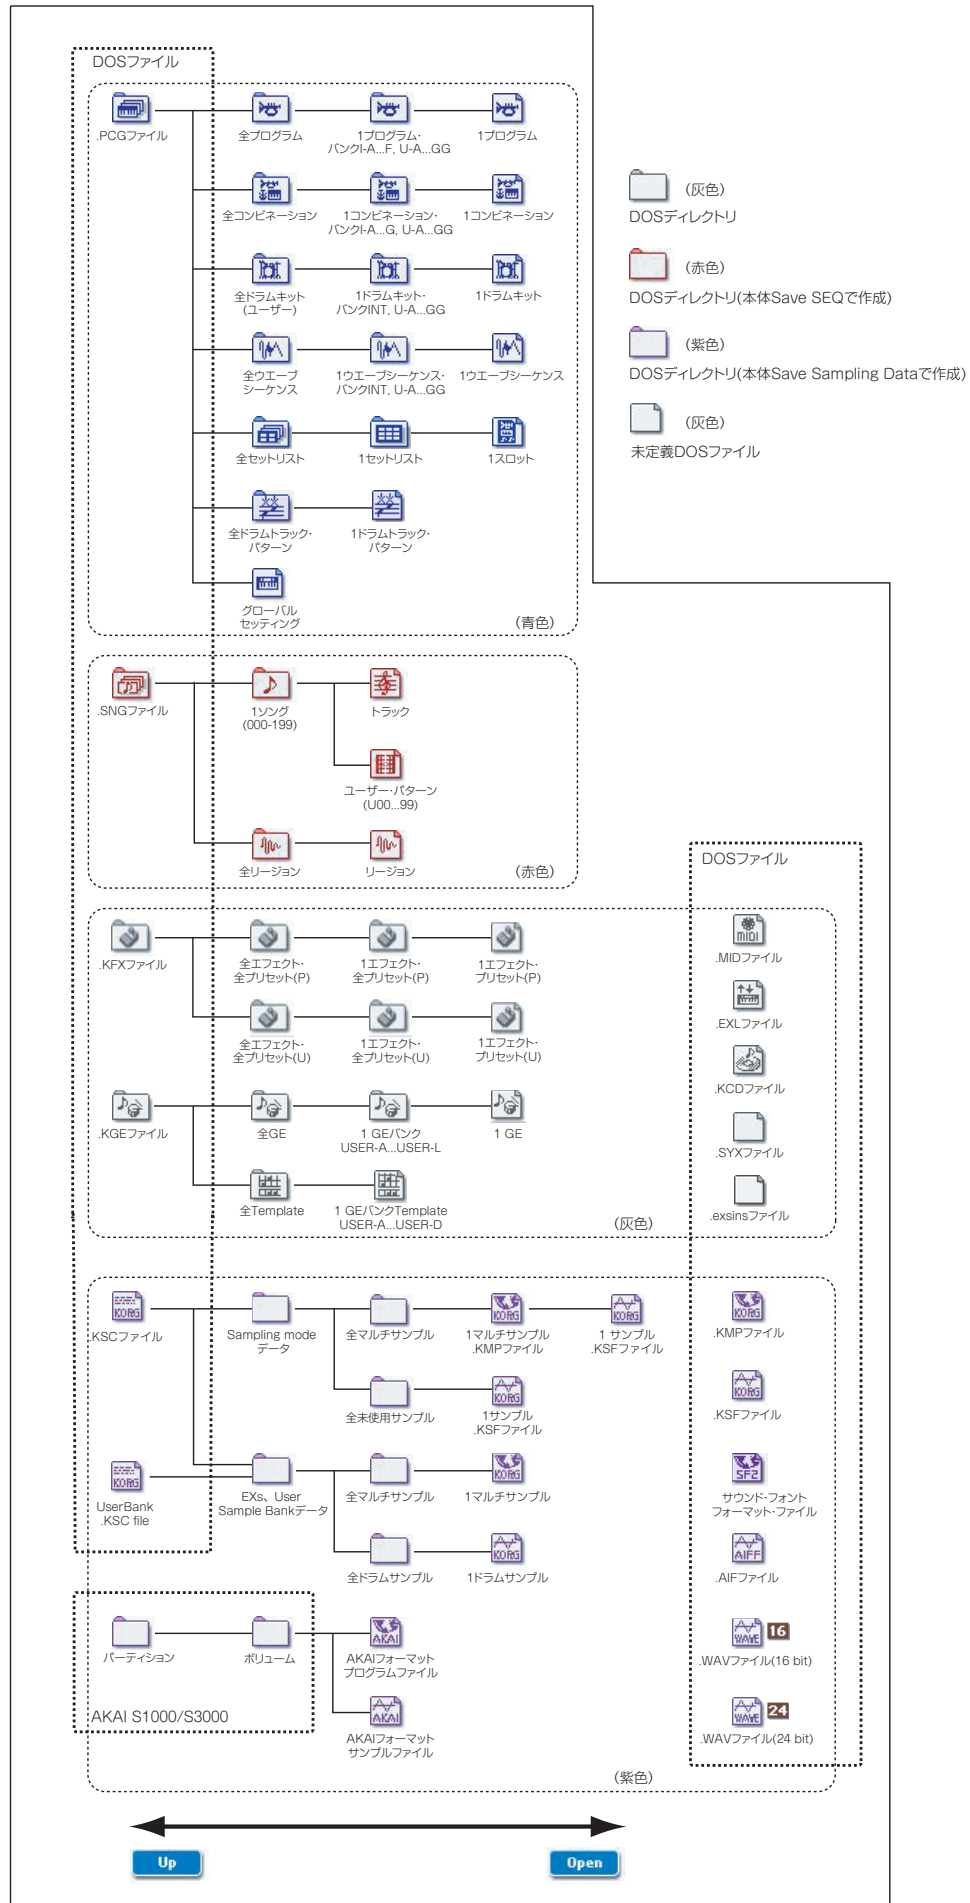 DOSファイル
.PCGファイル
全プログラム
1プログラム・
バンクI-A...F, U-A...GG
1プログラム
全コンビネーション
1コンビネーション・
バンクI-A...G, U-A...GG
1コンビネーション
全ドラムキット
(ユーザー)
1ドラムキット・
バンクINT, U-A...GG
1ドラムキット
全ウエーブ
シーケンス
1ウエーブシーケンス・
バンクINT, U-A...GG
1ウエーブシーケンス
全セットリスト
1セットリスト
1スロット
全ドラムトラック・
パターン
1ドラムトラック・
パターン
グローバル
セッティング
(青色)
(灰色)
DOSディレクトリ
(赤色)
DOSディレクトリ(本体Save SEQで作成)
(紫色)
DOSディレクトリ(本体Save Sampling Dataで作成)
(灰色)
未定義DOSファイル
.SNGファイル
1ソング
(000-199)
トラック
ユーザー・パターン
(U00...99)
全リージョン
リージョン
(赤色)
DOSファイル
.KFXファイル
全エフェクト・
全プリセット(P)
1エフェクト・
全プリセット(P)
1エフェクト・
プリセット(P)
全エフェクト・
全プリセット(U)
1エフェクト・
全プリセット(U)
1エフェクト・
プリセット(U)
.KGEファイル
全GE
1 GEバンク
USER-A...USER-L
1 GE
全Template
1 GEバンクTemplate
USER-A...USER-D
(灰色)
MIDI
.MIDファイル
.EXLファイル
.KCDファイル
.SYXファイル
.exsinsファイル
KORG
.KSCファイル
Sampling mode
データ
全マルチサンプル
KORG
1マルチサンプル
.KMPファイル
KORG
1 サンプル
.KSFファイル
全未使用サンプル
KORG
1サンプル
.KSFファイル
KORG
UserBank
.KSC file
EXs、User
Sample Bankデータ
全マルチサンプル
KORG
1マルチサンプル
全ドラムサンプル
KORG
1ドラムサンプル
KORG
.KMPファイル
KORG
.KSFファイル
SF2
サウンド・フォント
フォーマット・ファイル
AIFF
.AIFファイル
WAVE 16
.WAVファイル(16 bit)
WAVE 24
.WAVファイル(24 bit)
パーティション
ボリューム
AKAI S1000/S3000
AKAI
AKAIフォーマット
プログラムファイル
AKAI
AKAIフォーマット
サンプルファイル
(紫色)
Up
Open